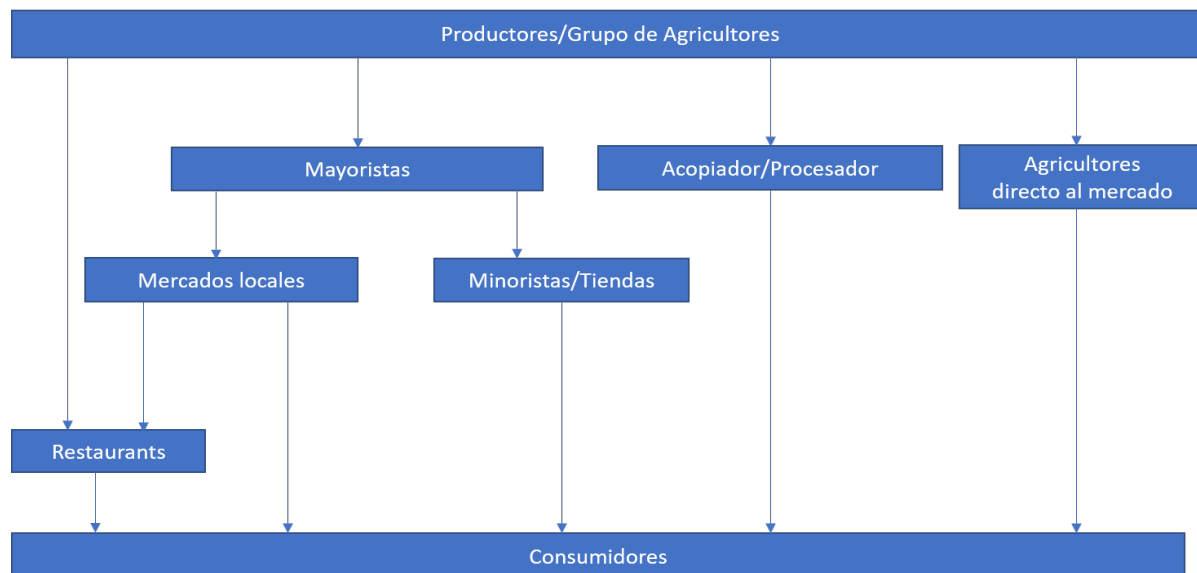 Productores/Grupo de Agricultores
Mayoristas
Acopiador/Procesador
Agricultores
directo al mercado
Mercados locales
Minoristas/Tiendas
Restaurants
Consumidores